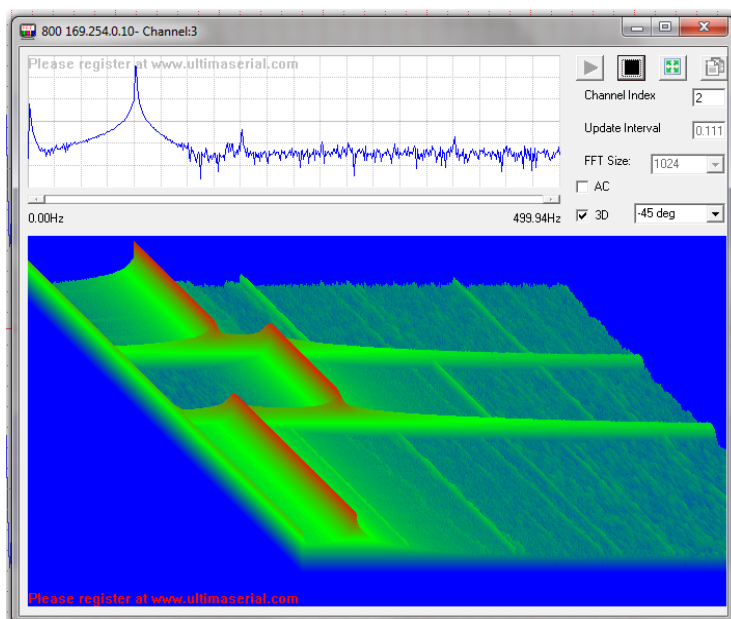 800 169.254.0.10- Channel:3
Please register at www.ultimaserial.com
Channel Index
2
Update Interval
0.111
FFT Size:
1024
AC
0.00Hz
499.94Hz
3D
-45 deg
Please register at www.ultimaserial.com